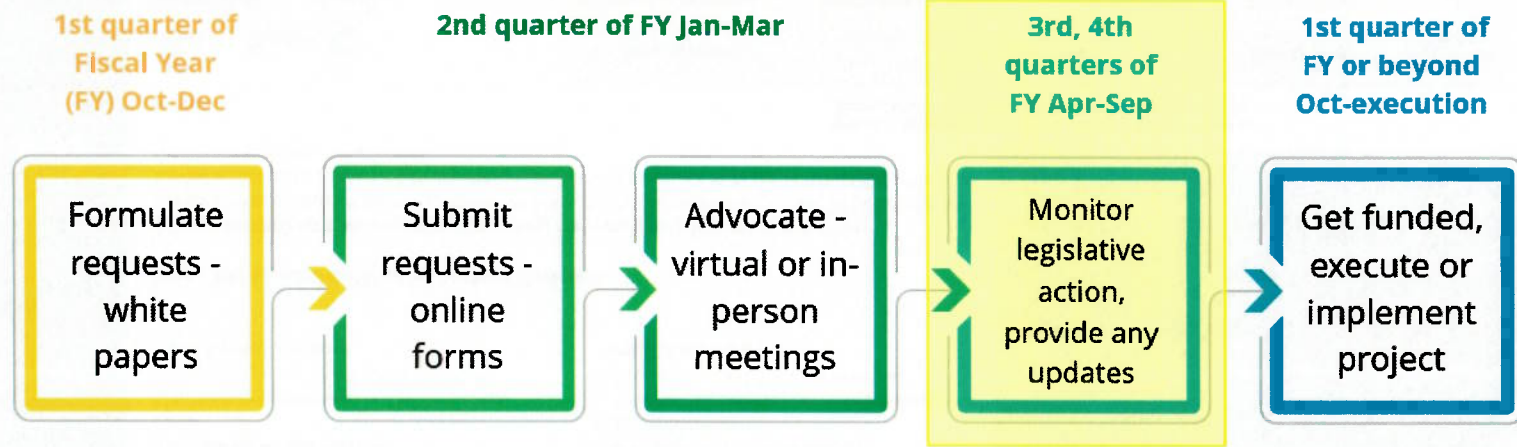 1st quarter of
Fiscal Year
(FY) Oct-Dec
2nd quarter of FY Jan-Mar
3rd, 4th
quarters of
FY Apr-Sep
1st quarter of
FY or beyond
Oct-execution
Formulate
requests -
white
papers
Submit
requests -
online
forms
Advocate -
virtual or in-
person
meetings
Monitor
legislative
action,
provide any
updates
Get funded,
execute or
implement
project